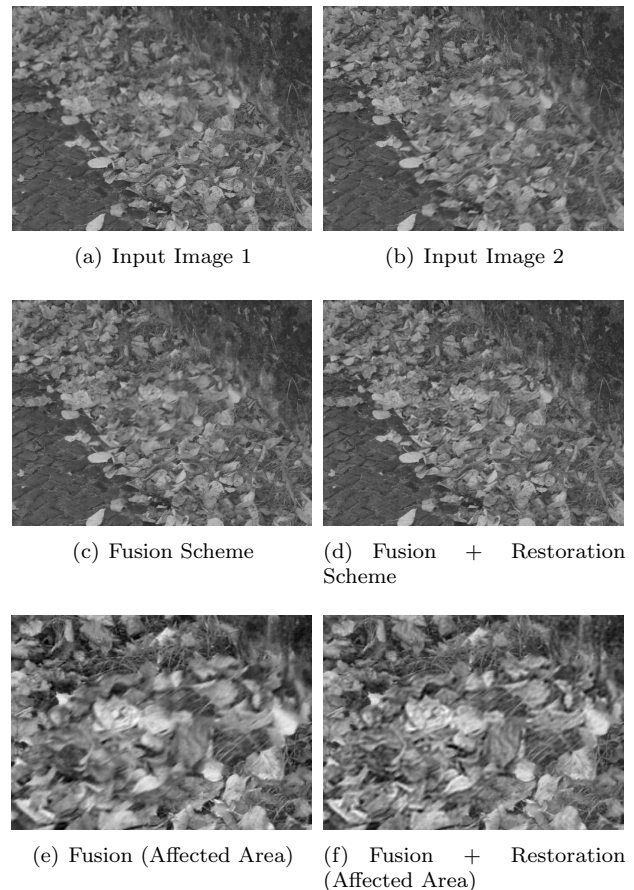 (a) Input Image 1
(b) Input Image 2
(c) Fusion Scheme
(d) Fusion + Restoration
Scheme
(e) Fusion (Affected Area)
(f) Fusion + Restoration
(Affected Area)